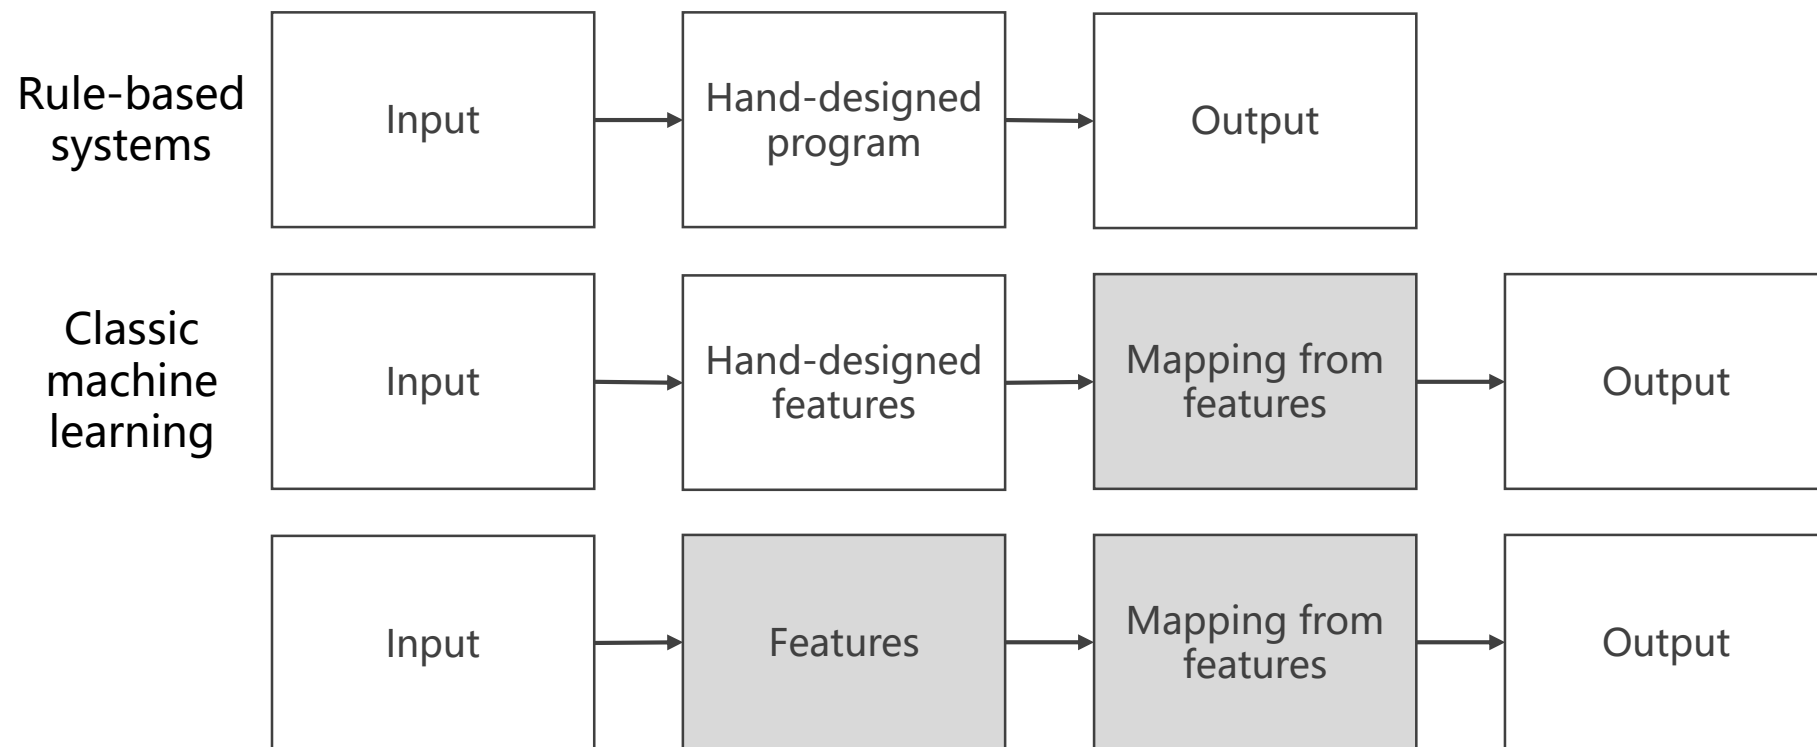 Rule-based
systems
Input
Hand-designed
program
Output
Classic
machine
learning
Input
Hand-designed
features
Mapping from
features
Output
Input
Features
Mapping from
features
Output